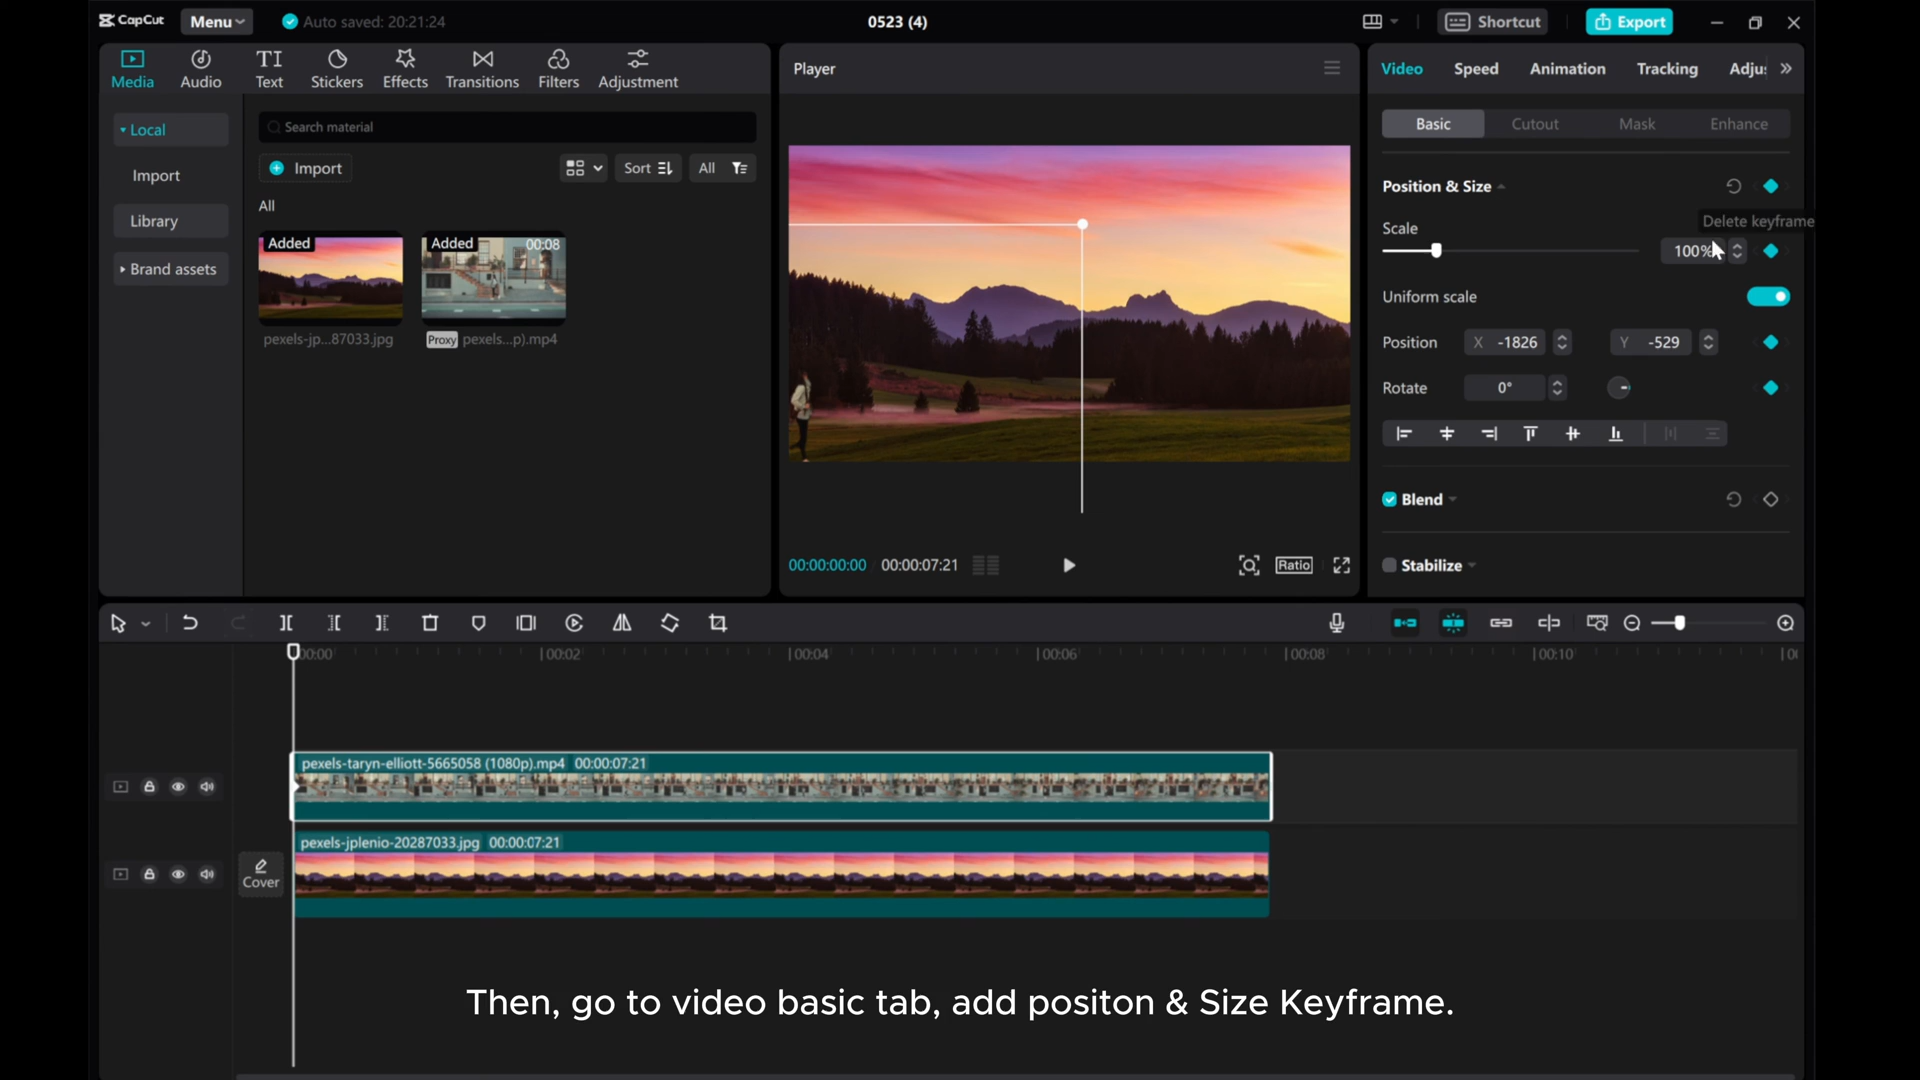 CapCut
Menu
Auto saved: 20:21:24
0523 (4)
Shortcut
Export
Media
Audio
Text
Stickers
Effects
Transitions
Filters
Adjustment
Player
Video
Speed
Animation
Tracking
Adju
Local
Search material
Basic
Cutout
Mask
Enhance
Import
Import
Sort
All
Library
All
Brand assets
Added
Added
00:08
pexels-jp...87033.jpg
Proxy
pexels...p).mp4
Position & Size
Delete keyframe
Scale
100%
Uniform scale
Position
X
-1826
Y
-529
Rotate
0°
Blend
Stabilize
00:00:00:00
00:00:07:21
Ratio
00:00
00:02
00:04
00:06
00:08
00:10
pexels-taryn-elliott-5665058 (1080p).mp4 00:00:07:21
pexels-jplenio-20287033.jpg 00:00:07:21
Cover
Then, go to video basic tab, add positon & Size Keyframe.